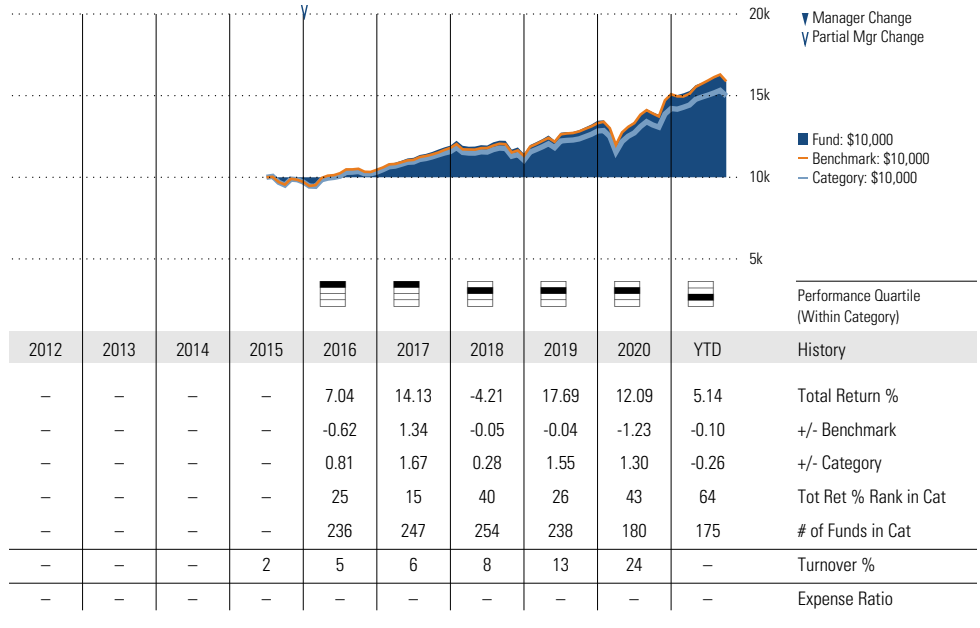 20k
▼ Manager Change
V Partial Mgr Change
15k
Fund: $10,000
Benchmark: $10,000
Category: $10,000
10k
5k
Performance Quartile
(Within Category)
2012 2013 2014 2015 2016 2017 2018 2019 2020 YTD History
– – – – 7.04 14.13 -4.21 17.69 12.09 5.14 Total Return %
– – – – -0.62 1.34 -0.05 -0.04 -1.23 -0.10 +/- Benchmark
– – – – 0.81 1.67 0.28 1.55 1.30 -0.26 +/- Category
– – – – 25 15 40 26 43 64 Tot Ret % Rank in Cat
– – – – 236 247 254 238 180 175 # of Funds in Cat
– – – 2 5 6 8 13 24 – Turnover %
– – – – – – – – – – Expense Ratio